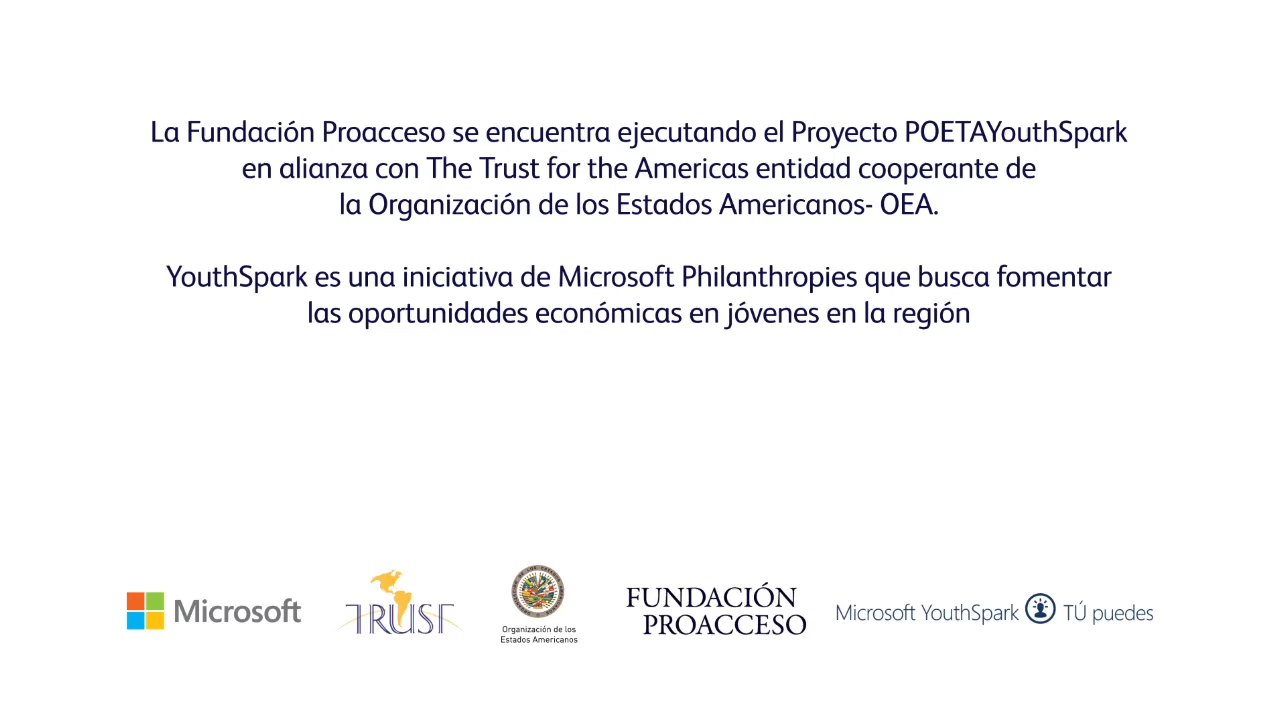 La Fundación Proacceso se encuentra ejecutando el Proyecto POETAYouthSpark
en alianza con The Trust for the Americas entidad cooperante de
la Organización de los Estados Americanos- OEA.
YouthSpark es una iniciativa de Microsoft Philanthropies que busca fomentar
las oportunidades económicas en jóvenes en la región
Microsoft
TRUST
Organización de los
Estados Americanos
FUNDACIÓN
PROACCESO
Microsoft YouthSpark TÚ puedes